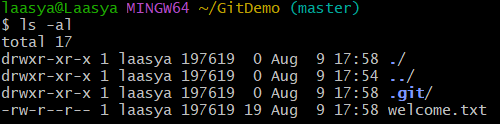 laasya@Laasya MINGW64 ~/GitDemo (master)
$ ls -al
total 17
drwxr-xr-x 1 laasya 197619  0 Aug  9 17:58 ./
drwxr-xr-x 1 laasya 197619  0 Aug  9 17:54 ../
drwxr-xr-x 1 laasya 197619  0 Aug  9 17:58 .git/
-rw-r--r-- 1 laasya 197619 19 Aug  9 17:58 welcome.txt